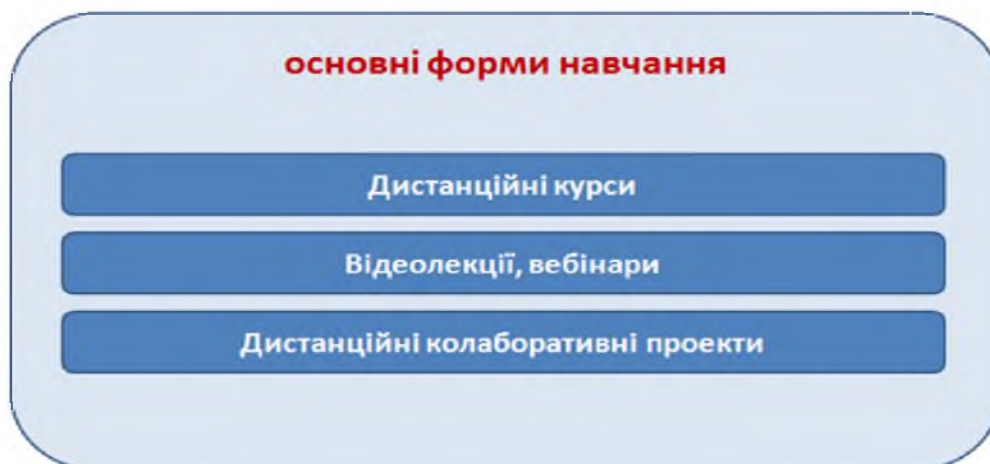 основні форми навчання
Дистанційні курси
Відеолекції, вебінари
Дистанційні колаборативні проекти